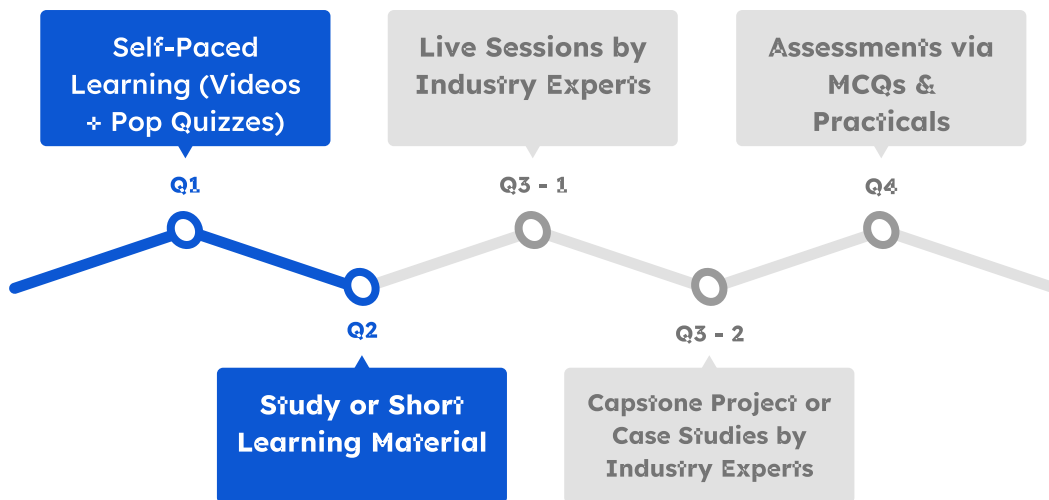 Self-Paced
Learning (Videos
+ Pop Quizzes)
Live Sessions by
Industry Experts
Assessments via
MCQs &
Practicals
Q1
Q3 - 1
Q4
Q2
Q3 - 2
Study or Short
Learning Material
Capstone Project or
Case Studies by
Industry Experts